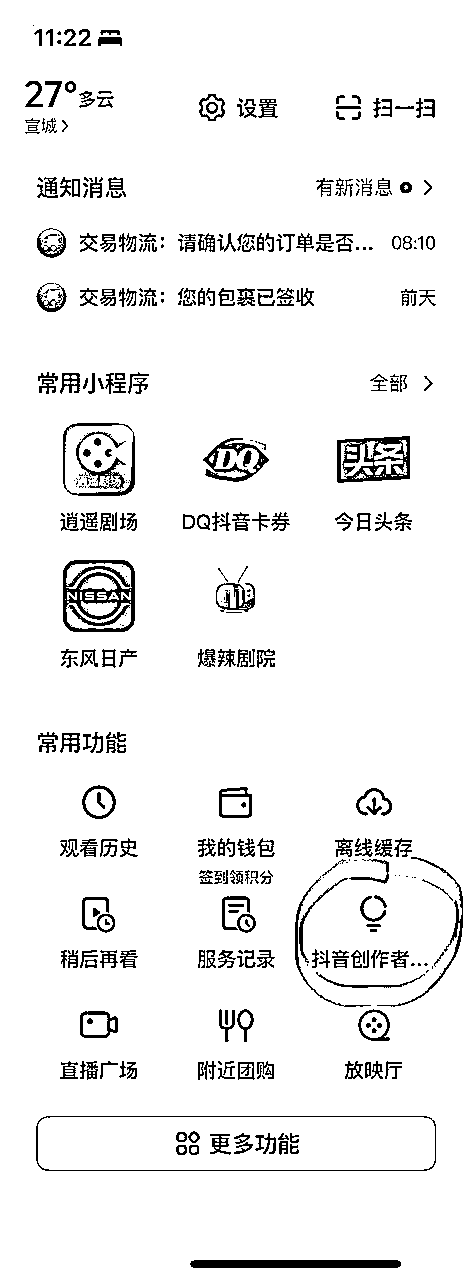 11:22
27°多云
宣城>
设置
扫一扫
通知消息
有新消息 >
交易物流：请确认您的订单是否... 08:10
交易物流：您的包裹已签收 前天
常用小程序
全部 >
DQ
头条
逍遥剧场
DQ抖音卡券
今日头条
NISSAN
东风日产
爆辣剧院
常用功能
观看历史
我的钱包
离线缓存
签到领积分
稍后再看
服务记录
抖音创作者...
直播广场
附近团购
放映厅
更多功能